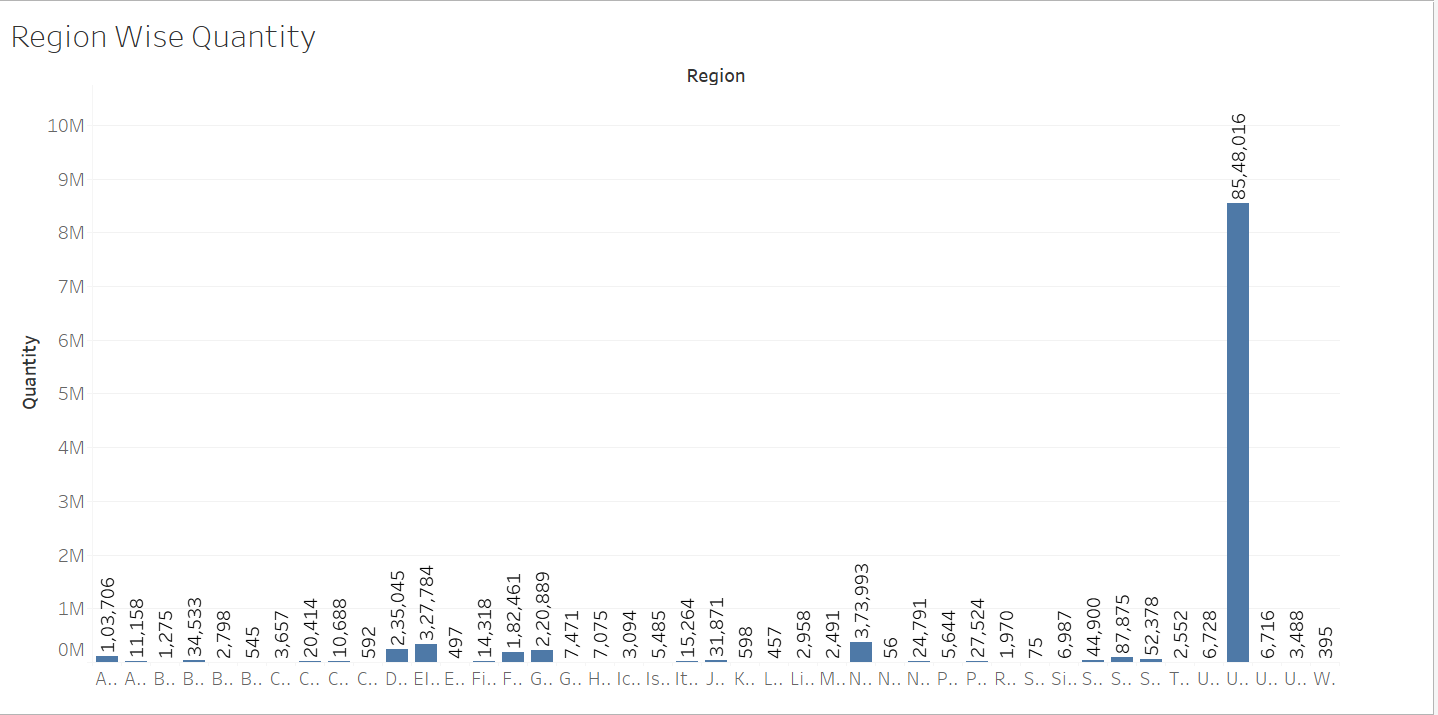 Region Wise Quantity
Region
10M
9M
8M
7M
6M
5M
4M
3M
2M
1M
0M
Quantity
1,03,706
11,158
1,275
34,533
2,798
545
3,657
20,414
10,688
592
2,35,045
3,27,784
497
14,318
1,82,461
2,20,889
7,471
7,075
3,094
5,485
15,264
31,871
598
457
2,958
2,491
3,73,993
56
24,791
5,644
27,524
1,970
75
6,987
44,900
87,875
52,378
2,552
6,728
85,48,016
6,716
3,488
395
A.. A.. B.. B.. B.. B.. C.. C.. C.. C.. D.. EI.. E.. Fi.. F.. G.. G.. H.. Ic.. Is.. It.. J.. K.. L.. Li.. M.. N.. N.. N.. P.. P.. R.. S.. Si.. S.. S.. S.. T.. U.. U.. U.. U.. W.